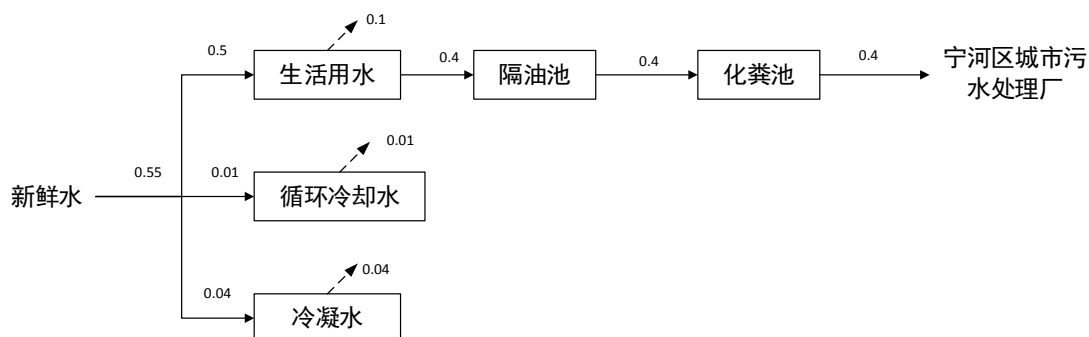 0.1
0.5
生活用水
0.4
隔油池
0.4
化粪池
0.4
宁河区城市污
水处理厂
0.01
新鲜水
0.55
0.01
循环冷却水
0.04
0.04
冷凝水